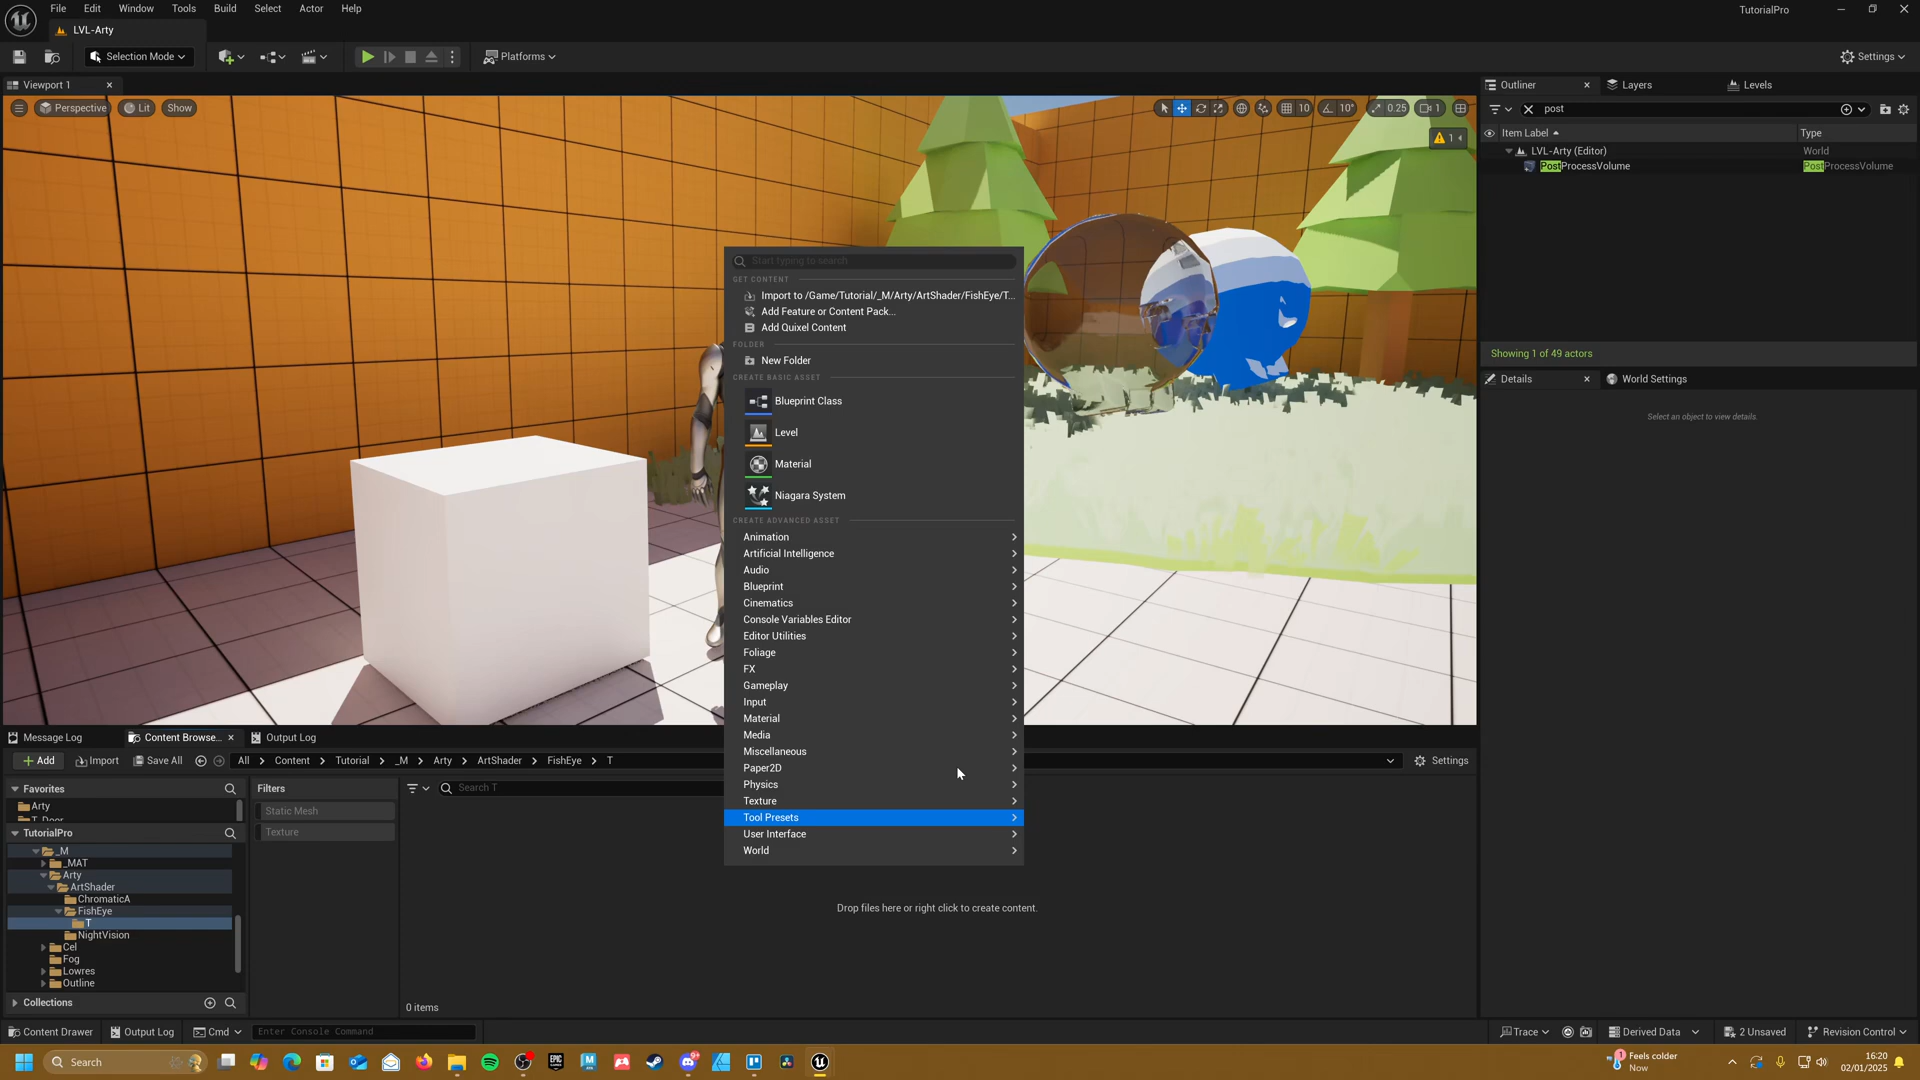 File Edit Window Tools Build Select Actor Help
TutorialPro
LVL-Arty
Selection Mode
Platforms
Settings
Viewport 1
Perspective
Lit
Show
10
10°
0.25
1
1
Outliner
Layers
Levels
post
Item Label
Type
LVL-Arty (Editor)
World
PostProcessVolume
PostProcessVolume
Showing 1 of 49 actors
Details
World Settings
Select an object to view details.
Start typing to search
GET CONTENT
Import to /Game/Tutorial/_M/Arty/ArtShader/FishEye/T...
Add Feature or Content Pack...
Add Quixel Content
FOLDER
New Folder
CREATE BASIC ASSET
Blueprint Class
Level
Material
Niagara System
CREATE ADVANCED ASSET
Animation
Artificial Intelligence
Audio
Blueprint
Cinematics
Console Variables Editor
Editor Utilities
Foliage
FX
Gameplay
Input
Material
Media
Miscellaneous
Paper2D
Physics
Texture
Tool Presets
User Interface
World
Message Log
Content Browse...
Output Log
Add
Import
Save All
All > Content > Tutorial > _M > Arty > ArtShader > FishEye > T
Settings
Favorites
Arty
TutorialPro
_M
_MAT
Arty
ArtShader
ChromaticA
FishEye
T
NightVision
Cel
Fog
Lowres
Outline
Collections
Filters
Static Mesh
Texture
Search T
Drop files here or right click to create content.
0 items
Content Drawer
Output Log
Cmd
Enter Console Command
Trace
Derived Data
2 Unsaved
Revision Control
Search
Feels colder
Now
16:20
02/01/2025